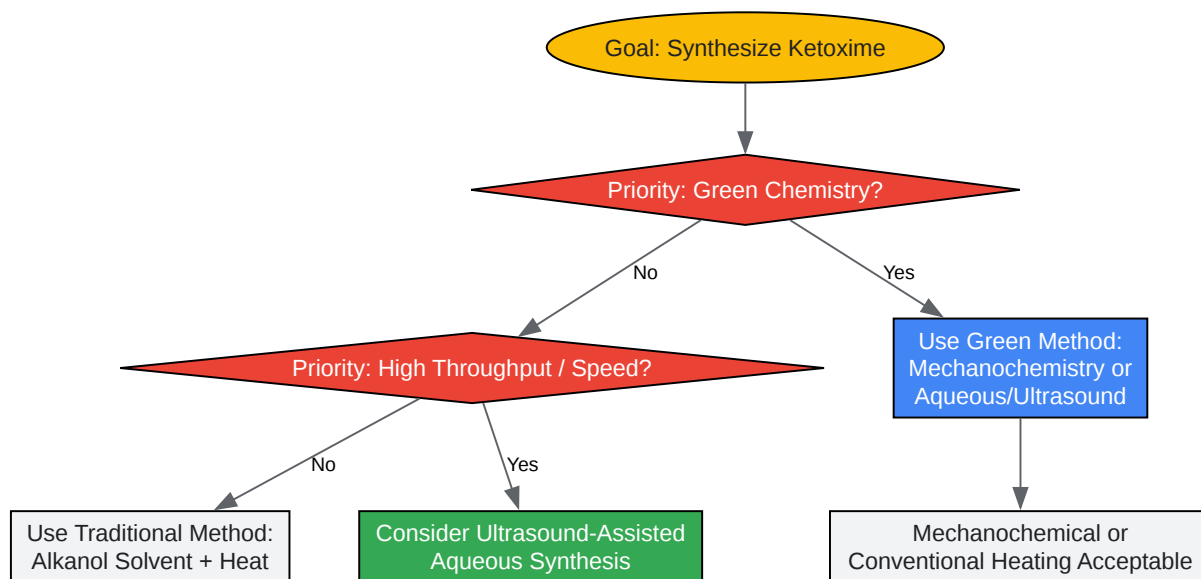 Goal: Synthesize Ketoxime
Priority: Green Chemistry?
No
Yes
Priority: High Throughput / Speed?
Use Green Method:
Mechanochemistry or
Aqueous/Ultrasound
No
Yes
Use Traditional Method:
Alkanol Solvent + Heat
Consider Ultrasound-Assisted
Aqueous Synthesis
Mechanochemical or
Conventional Heating Acceptable